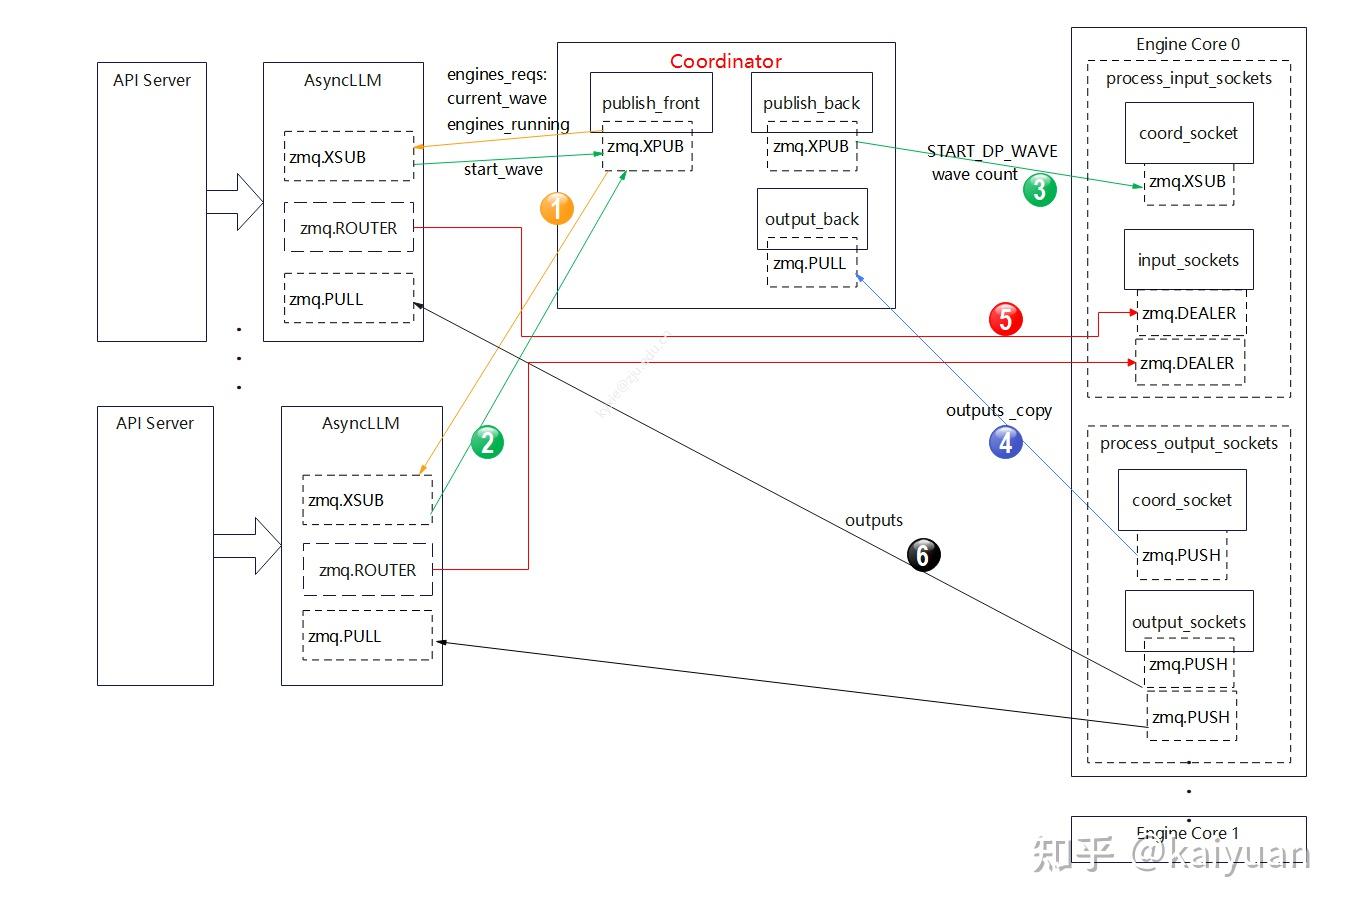 API Server
AsyncLLM
zmq.XSUB
zmq.ROUTER
zmq.PULL
engines_reqs:
current_wave
engines_running
start_wave
Coordinator
publish_front
zmq.XPUB
publish_back
zmq.XPUB
output_back
zmq.PULL
1
2
START_DP_WAVE
wave count
3
5
outputs _copy
4
outputs
6
Engine Core 0
process_input_sockets
coord_socket
zmq.XSUB
input_sockets
zmq.DEALER
zmq.DEALER
process_output_sockets
coord_socket
zmq.PUSH
output_sockets
zmq.PUSH
zmq.PUSH
API Server
AsyncLLM
zmq.XSUB
zmq.ROUTER
zmq.PULL
Engine Core 1
知乎 @kaiyuan